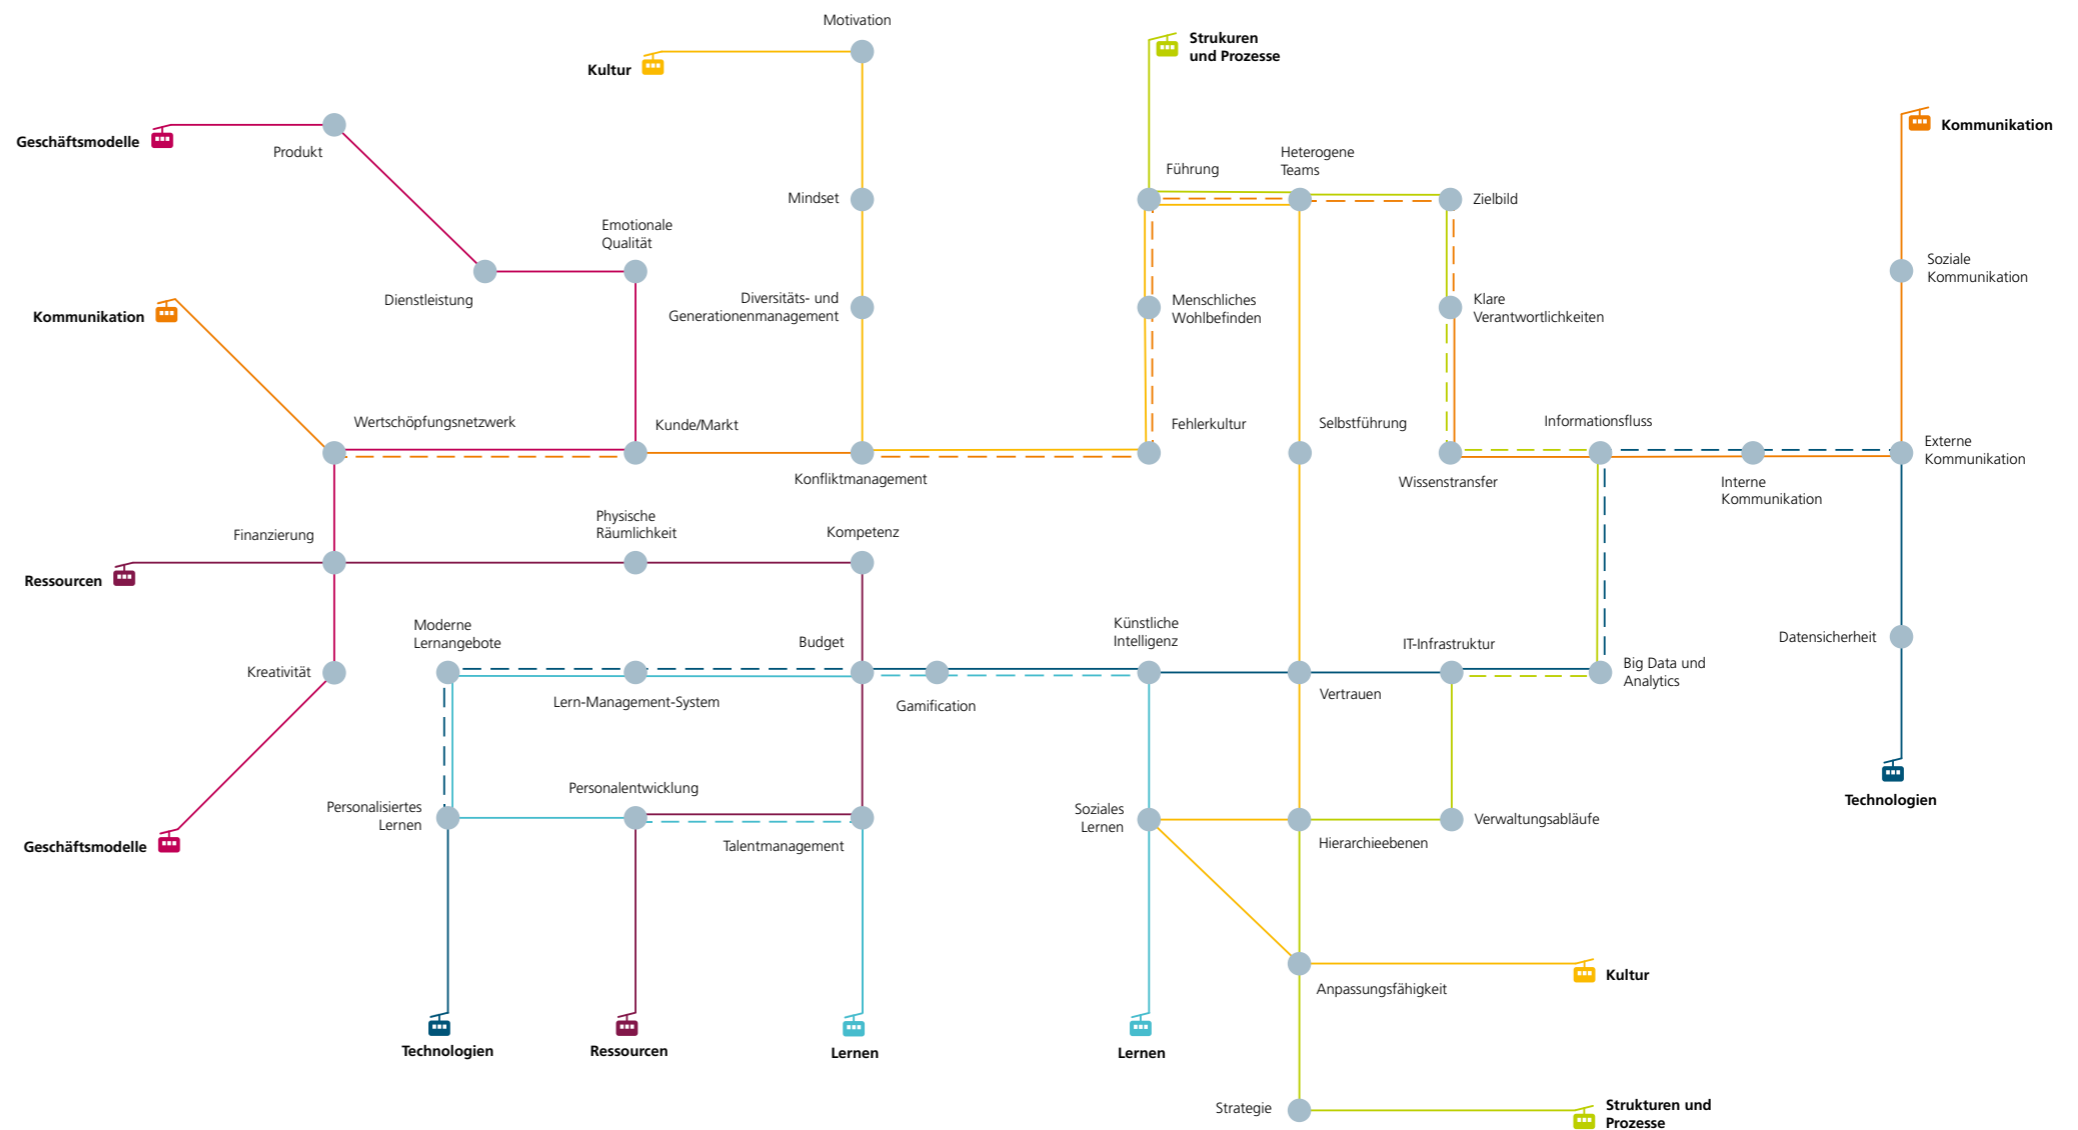 Motivation
Strukuren
und Prozesse
Kultur
Kommunikation
Geschäftsmodelle
Produkt
Heterogene
Teams
Führung
Mindset
Zielbild
Emotionale
Qualität
Soziale
Kommunikation
Dienstleistung
Diversitäts- und
Generationenmanagement
Menschliches
Wohlbefinden
Klare
Verantwortlichkeiten
Kommunikation
Wertschöpfungsnetzwerk
Kunde/Markt
Fehlerkultur
Selbstführung
Informationsfluss
Externe
Kommunikation
Konfliktmanagement
Wissenstransfer
Interne
Kommunikation
Physische
Räumlichkeit
Finanzierung
Kompetenz
Ressourcen
Moderne
Lernangebote
Budget
Künstliche
Intelligenz
IT-Infrastruktur
Datensicherheit
Kreativität
Big Data und
Analytics
Lern-Management-System
Gamification
Vertrauen
Personalentwicklung
Technologien
Personalisiertes
Lernen
Soziales
Lernen
Verwaltungsabläufe
Geschäftsmodelle
Talentmanagement
Hierarchieebenen
Kultur
Anpassungsfähigkeit
Technologien
Ressourcen
Lernen
Lernen
Strategie
Strukturen und
Prozesse